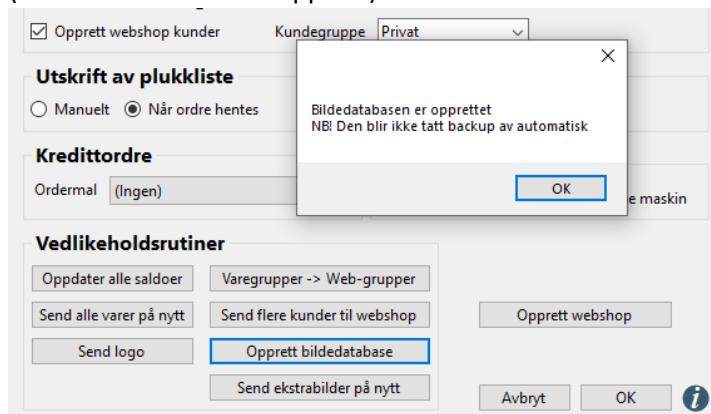 Opprett webshop kunder Kundegruppe Privat
Utskrift av plukkliste
Manuelt Når ordre hentes
Bildedatabasen er opprettet
NB! Den blir ikke tatt backup av automatisk
OK
Kredittordre
Ordermal (Ingen)
maskin
Vedlikeholdsrutiner
Oppdater alle saldoer Varegrupper -> Web-grupper
Send alle varer på nytt Send flere kunder til webshop Opprett webshop
Send logo Opprett bildedatabase
Send ekstrabilder på nytt
Avbryt OK